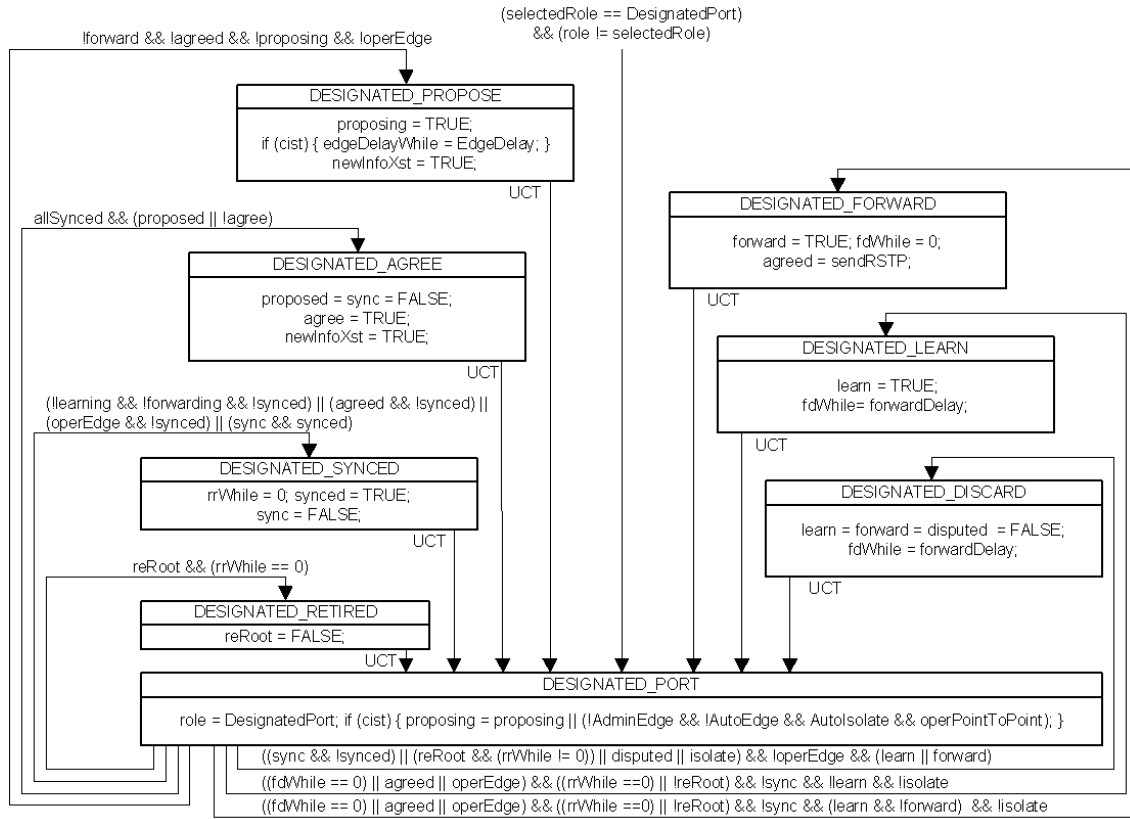 (selectedRole == DesignatedPort)
&& (role != selectedRole)
!forward && !agreed && !proposing && !operEdge
DESIGNATED_PROPOSE
proposing = TRUE;
if (cist) { edgeDelayWhile = EdgeDelay; }
newInfoXst = TRUE;
UCT
DESIGNATED_FORWARD
forward = TRUE; fdWhile = 0;
agreed = sendRSTP;
UCT
allSynced && (proposed || !agree)
DESIGNATED_AGREE
proposed = sync = FALSE;
agree = TRUE;
newInfoXst = TRUE;
UCT
DESIGNATED_LEARN
learn = TRUE;
fdWhile= forwardDelay;
UCT
(!learning && !forwarding && !synced) || (agreed && !synced) ||
(operEdge && !synced) || (sync && synced)
DESIGNATED_SYNCED
rrWhile = 0; synced = TRUE;
sync = FALSE;
UCT
DESIGNATED_DISCARD
learn = forward = disputed = FALSE;
fdWhile = forwardDelay;
UCT
reRoot && (rrWhile == 0)
DESIGNATED_RETIRED
reRoot = FALSE;
UCT
DESIGNATED_PORT
role = DesignatedPort; if (cist) { proposing = proposing || (!AdminEdge && !AutoEdge && AutoIsolate && operPointToPoint); }
((sync && !synced) || (reRoot && (rrWhile != 0)) || disputed || isolate) && !operEdge && (learn || forward)
((fdWhile == 0) || agreed || operEdge) && ((rrWhile ==0) || !reRoot) && !sync && !learn && !isolate
((fdWhile == 0) || agreed || operEdge) && ((rrWhile ==0) || !reRoot) && !sync && (learn && !forward) && !isolate